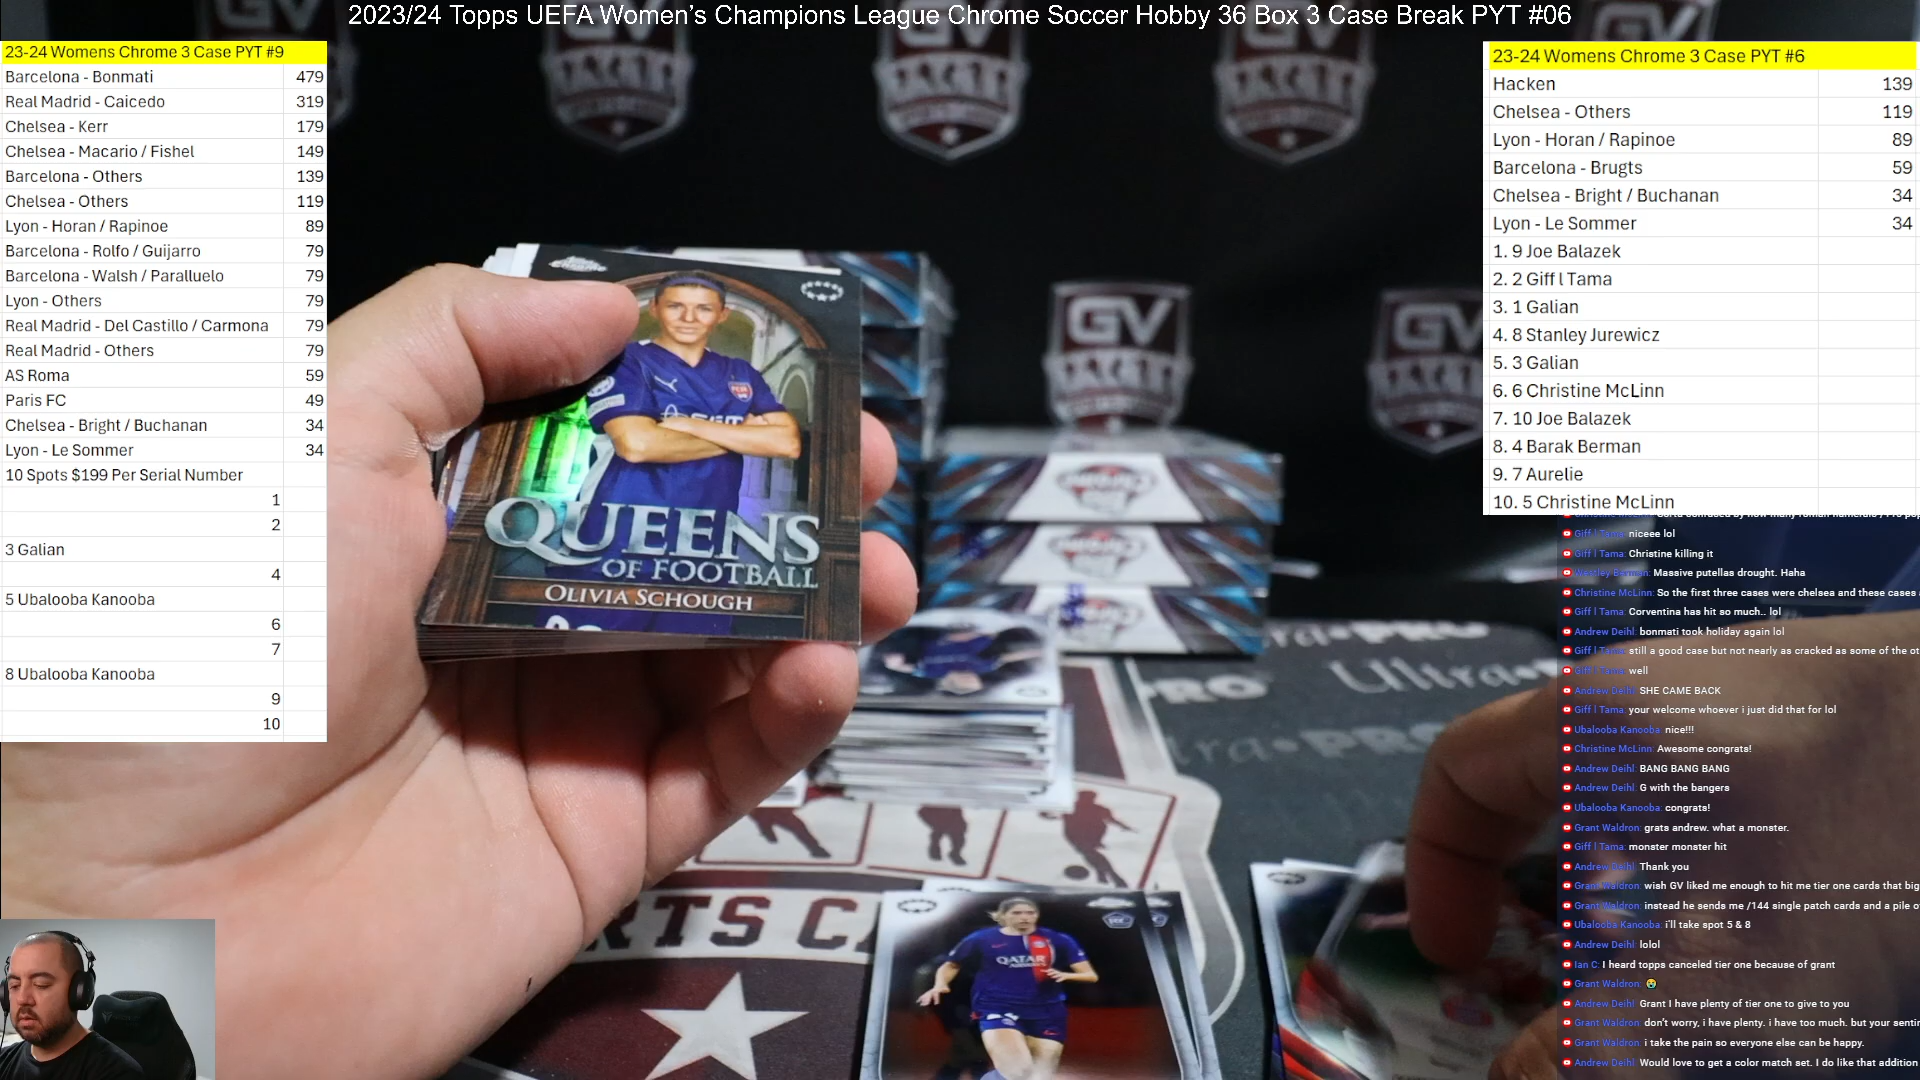 2023/24 Topps UEFA Women's Champions League Chrome Soccer Hobby 36 Box 3 Case Break PYT #06
23-24 Womens Chrome 3 Case PYT #9
Barcelona - Bonmati 479
Real Madrid - Caicedo 319
Chelsea - Kerr 179
Chelsea - Macario / Fishel 149
Barcelona - Others 139
Chelsea - Others 119
Lyon - Horan / Rapinoe 89
Barcelona - Rolfo / Guijarro 79
Barcelona - Walsh / Paralluelo 79
Lyon - Others 79
Real Madrid - Del Castillo / Carmona 79
Real Madrid - Others 79
AS Roma 59
Paris FC 49
Chelsea - Bright / Buchanan 34
Lyon - Le Sommer 34
10 Spots $199 Per Serial Number
1
2
3 Galian
4
5 Ubalooba Kanooba
6
7
8 Ubalooba Kanooba
9
10
GV
GV
Chrome
QUEENS
OF FOOTBALL
OLIVIA SCHOUGH
Ultra
PRO
RTS C
QATAR
23-24 Womens Chrome 3 Case PYT #6
Hacken 139
Chelsea - Others 119
Lyon - Horan / Rapinoe 89
Barcelona - Brugts 59
Chelsea - Bright / Buchanan 34
Lyon - Le Sommer 34
1. 9 Joe Balazek
2. 2 Giff l Tama
3. 1 Galian
4. 8 Stanley Jurewicz
5. 3 Galian
6. 6 Christine McLinn
7. 10 Joe Balazek
8. 4 Barak Berman
9. 7 Aurelie
10. 5 Christine McLinn
Giff l Tama: niceee lol
Giff l Tama: Christine killing it
Berman: Massive putellas drought. Haha
Christine McLinn: So the first three cases were chelsea and these cases
Giff l Tama: Corventina has hit so much.. lol
Andrew Deihl: bonmati took holiday again lol
Giff l Tama: still a good case but not nearly as cracked as some of the ot
Giff l Tama: well
Andrew Deihl: SHE CAME BACK
Giff l Tama: your welcome whoever i just did that for lol
Ubalooba Kanooba: nice!!!
Christine McLinn: Awesome congrats!
Andrew Deihl: BANG BANG BANG
Andrew Deihl: G with the bangers
Ubalooba Kanooba: congrats!
Grant Waldron: grats andrew. what a monster.
Giff l Tama: monster monster hit
Andrew Deihl: Thank you
Grant Waldron: wish GV liked me enough to hit me tier one cards that big
Grant Waldron: instead he sends me /144 single patch cards and a pile o
Ubalooba Kanooba: i'll take spot 5 & 8
Andrew Deihl: lolol
Ian C: I heard topps canceled tier one because of grant
Grant Waldron: 😭
Andrew Deihl: Grant I have plenty of tier one to give to you
Grant Waldron: don't worry, i have plenty. i have too much. but your senti
Grant Waldron: i take the pain so everyone else can be happy.
Andrew Deihl: Would love to get a color match set. I do like that addition